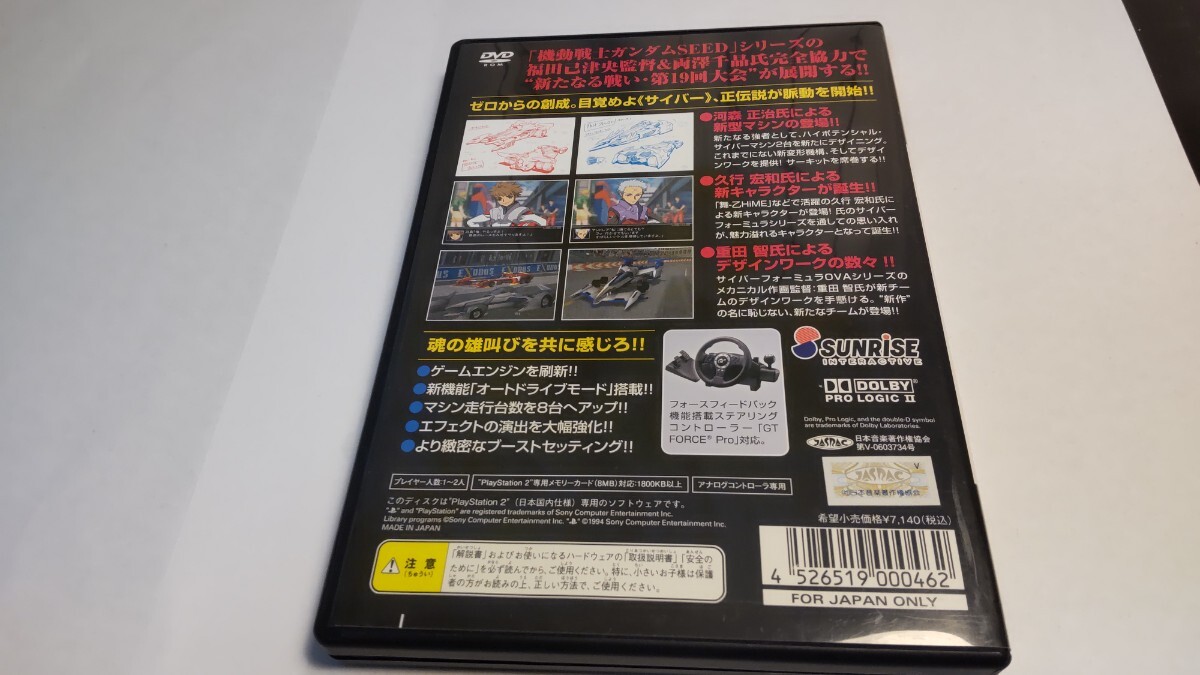 DVD
ROM
「機動戦士ガンダムSEED」シリーズの
福田己津央監督&両澤千晶氏完全協力で
“新たなる戦い・第19回大会”が展開する!!
ゼロからの創成。目覚めよ《サイバー》、正伝説が脈動を開始!!
●河森 正治氏による
新型マシンの登場!!
新たなる強者として、ハイポテンシャル・
サイバーマシン2台を新たにデザイニング。
これまでにない新変形機構、そしてデザイ
ンワークを提供! サーキットを席巻する!!
●久行 宏和氏による
新キャラクターが誕生!!
「舞-乙HiME」などで活躍の久行 宏和氏に
よる新キャラクターが登場! 氏のサイバー
フォーミュラシリーズを通しての思い入れ
が、魅力溢れるキャラクターとなって誕生!!
●重田 智氏による
デザインワークの数々!!
サイバーフォーミュラOVAシリーズの
メカニカル作画監督:重田 智氏が新チー
ムのデザインワークを手懸ける。“新作”
の名に恥じない、新たなチームが登場!!
魂の雄叫びを共に感じろ!!
●ゲームエンジンを刷新!!
●新機能「オートドライブモード」搭載!!
●マシン走行台数を8台へアップ!!
●エフェクトの演出を大幅強化!!
●より緻密なブーストセッティング!!
フォースフィードバック
機能搭載ステアリング
コントローラー「GT
FORCE® Pro」対応。
SUNRiSE
INTERACTIVE
DOLBY
PRO LOGIC II
Dolby, Pro Logic, and the double-D symbol
are trademarks of Dolby Laboratories.
JASRAC
日本音楽著作権協会
第V-0603734号
V
JASRAC
日本音楽著作権協会
プレイヤー人数:1〜2人
"PlayStation 2"専用メモリーカード(8MB)対応:1800KB以上
アナログコントローラ専用
このディスクは"PlayStation 2"(日本国内仕様)専用のソフトウェアです。
" " and "PlayStation" are registered trademarks of Sony Computer Entertainment Inc.
Library programs ©Sony Computer Entertainment Inc. " " ©1994 Sony Computer Entertainment Inc.
MADE IN JAPAN
希望小売価格¥7,140(税込)
注意
(ちゅうい)
「解説書」およびお使いになるハードウェアの「取扱説明書」「安全の
ために」を必ず読んでから、ご使用ください。特に、小さいお子様は保護
者の方がお読みの上、正しい方法で、ご使用ください。
4 526519 000462
FOR JAPAN ONLY